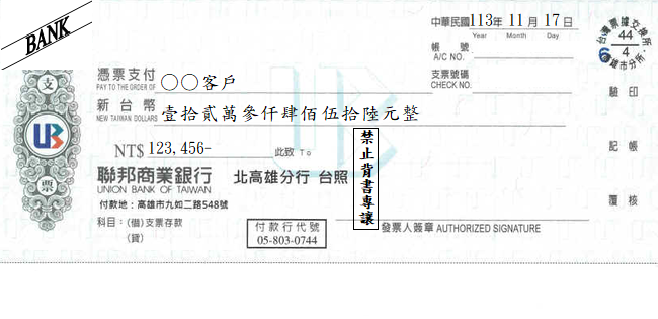 BANK
中華民國 113 年 11 月 17 日
Year Month Day
台灣票據交換所
44
6 4
高雄市分所
帳 號
A/C NO.
憑票支付 ○○客戶
PAY TO THE ORDER OF
支票號碼
CHECK NO.
驗 印
新台幣 壹拾貳萬參仟肆佰伍拾陸元整
NEW TAIWAN DOLLARS
支
UB
票
NT$ 123,456- 此致 To
禁止背書專讓
記 帳
聯邦商業銀行 北高雄分行 台照
UNION BANK OF TAIWAN
覆 核
付款地：高雄市九如二路548號
科目：(借)支票存款
(貸)
付款行代號
05-803-0744
發票人簽章 AUTHORIZED SIGNATURE